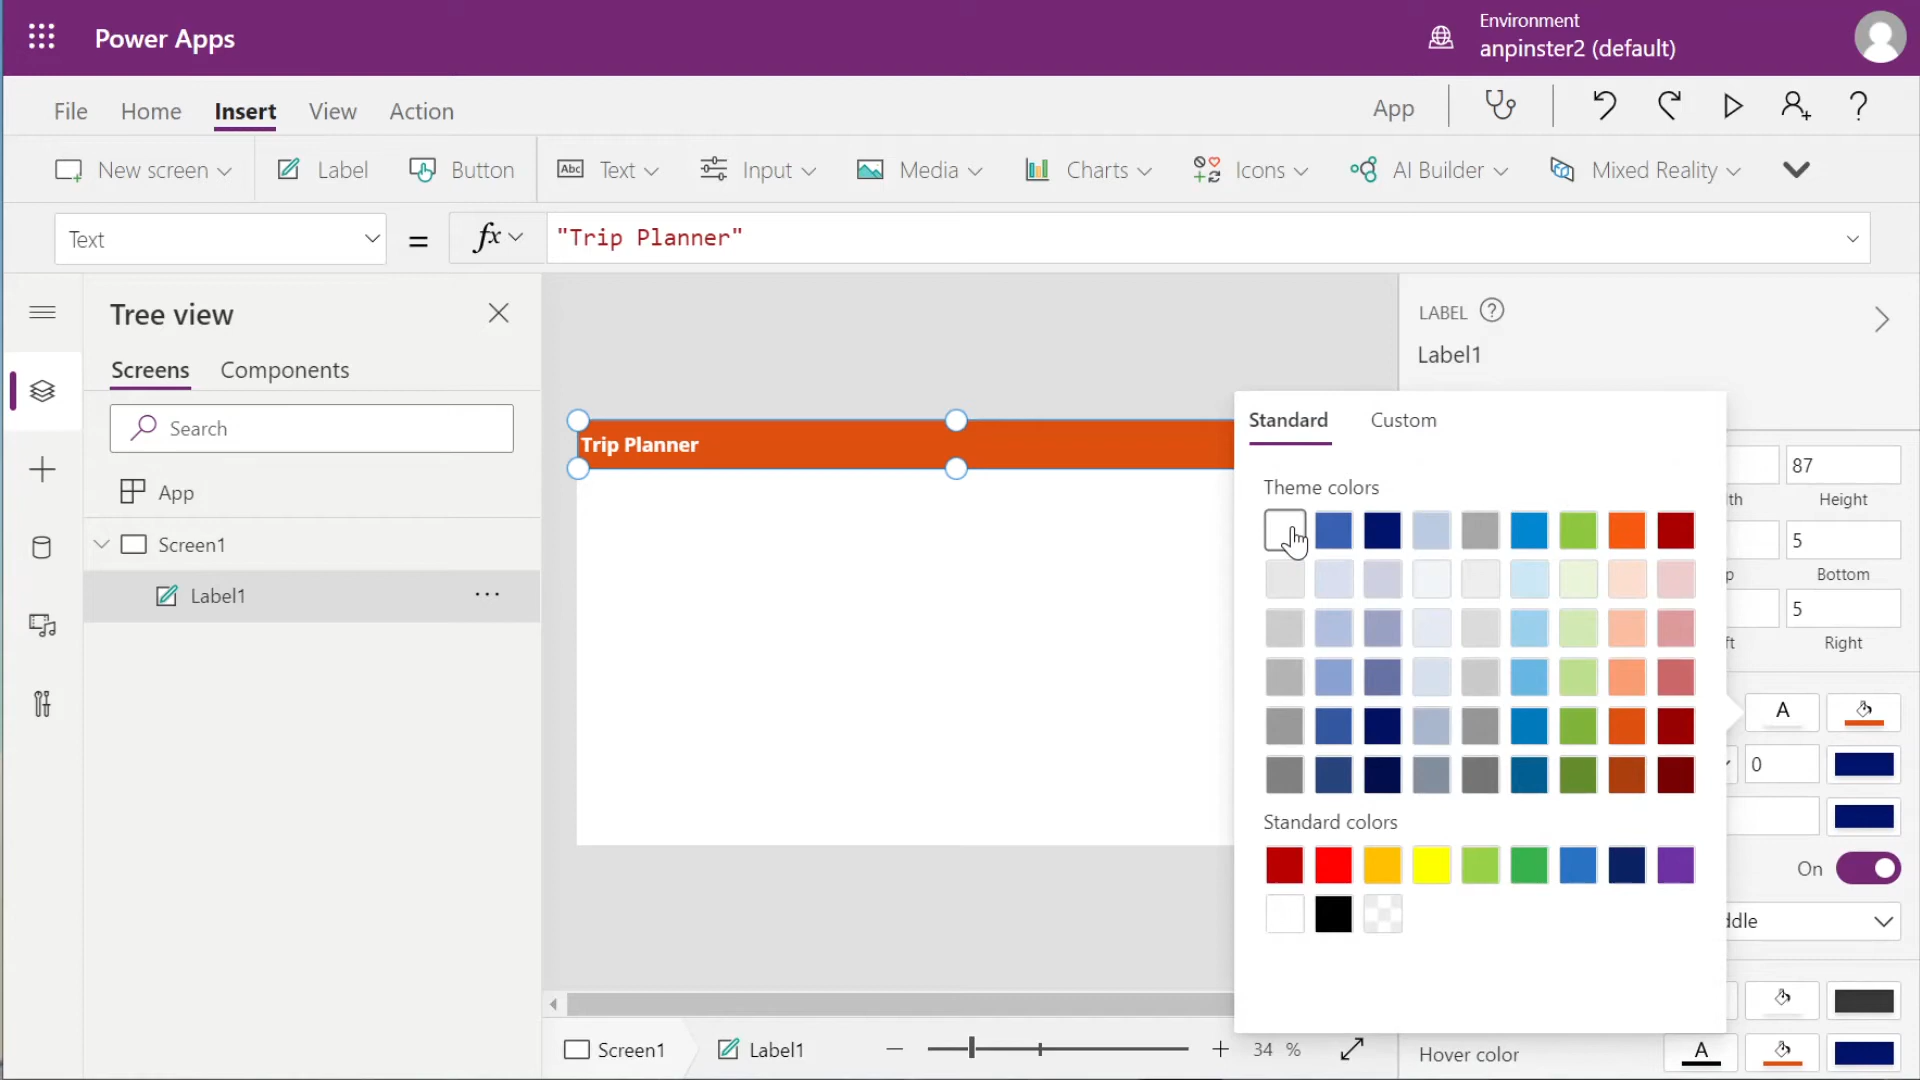 Power Apps
Environment
anpinster2 (default)
File Home Insert View Action
App
New screen Label Button Abc Text Input Media Charts Icons AI Builder Mixed Reality
Text = fx "Trip Planner"
Tree view
Screens Components
Search
App
Screen1
Label1
Trip Planner
LABEL ?
Label1
Standard Custom
Theme colors
Standard colors
87
th Height
5
p Bottom
5
ft Right
A
0
On
ddle
Screen1 Label1 34 %
Hover color A